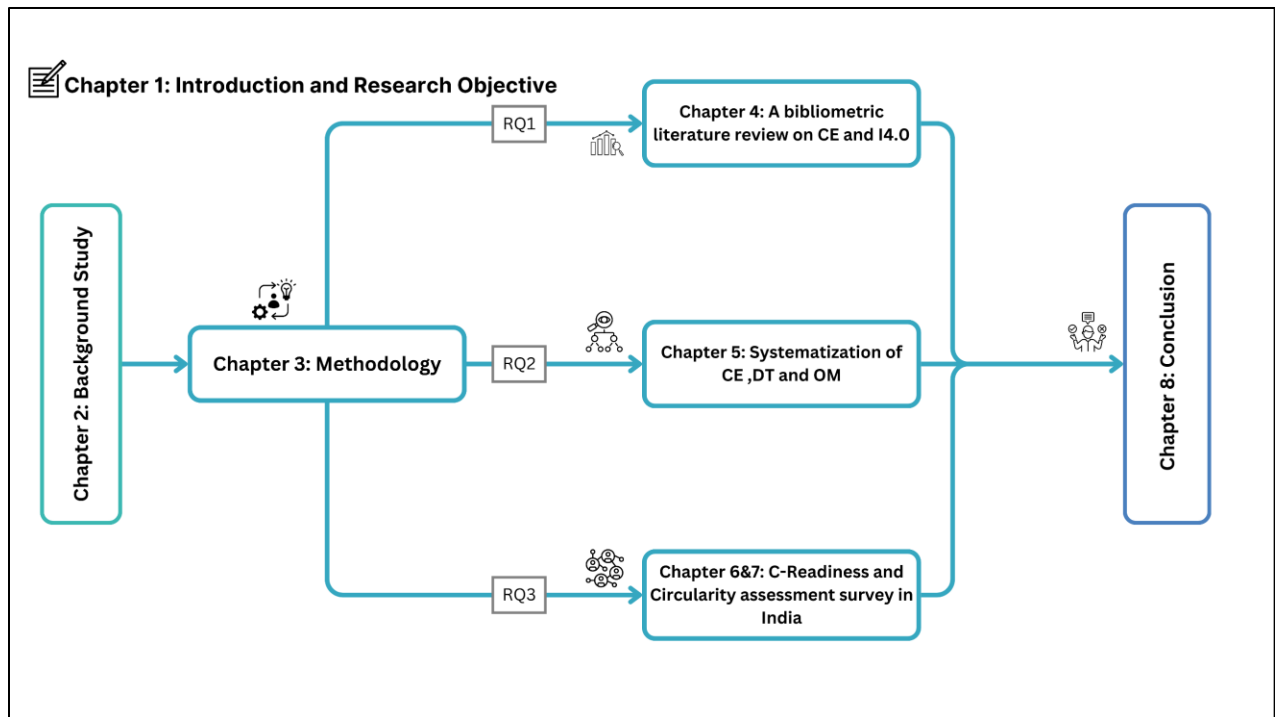 Chapter 1: Introduction and Research Objective
Chapter 2: Background Study
Chapter 3: Methodology
RQ1
Chapter 4: A bibliometric
literature review on CE and I4.0
RQ2
Chapter 5: Systematization of
CE ,DT and OM
RQ3
Chapter 6&7: C-Readiness and
Circularity assessment survey in
India
Chapter 8: Conclusion